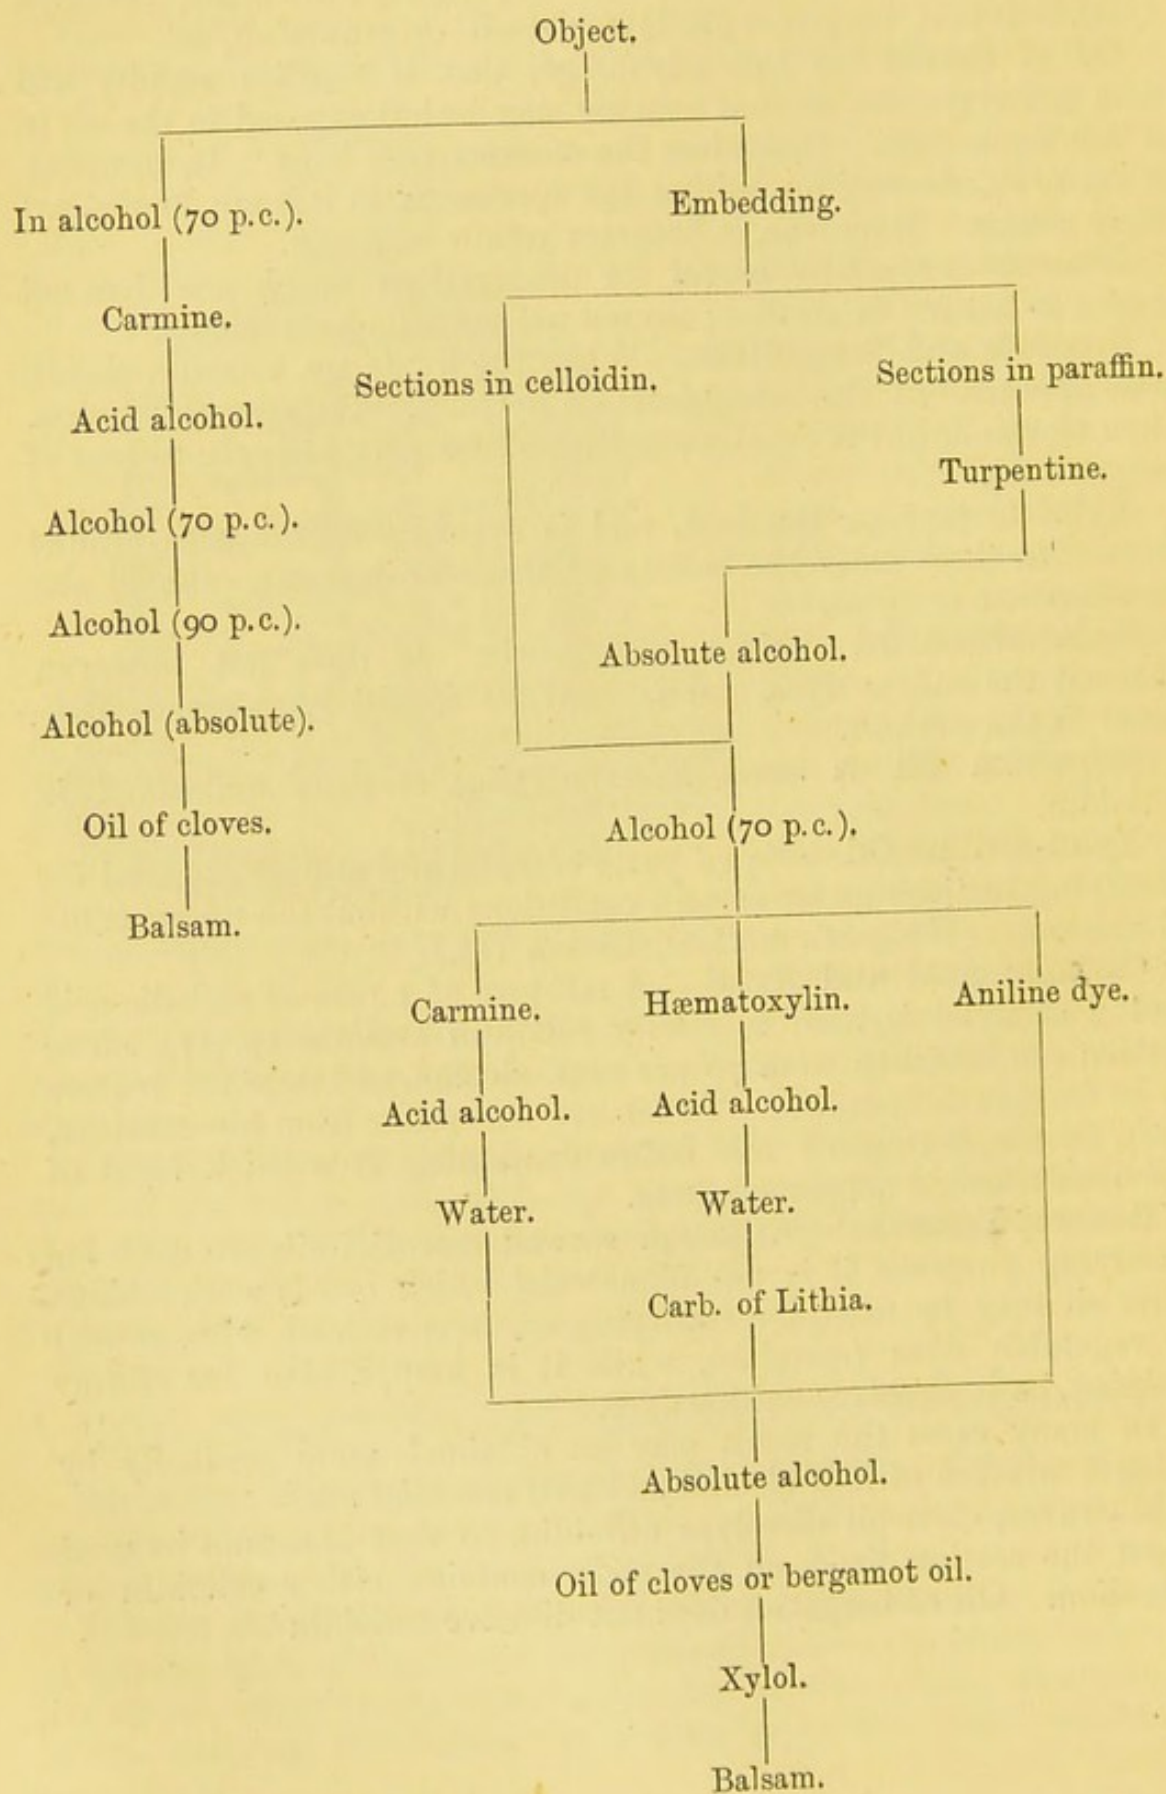 Object.
In alcohol (70 p.c.).
Carmine.
Acid alcohol.
Alcohol (70 p.c.).
Alcohol (90 p.c.).
Alcohol (absolute).
Oil of cloves.
Balsam.
Embedding.
Sections in celloidin.
Sections in paraffin.
Turpentine.
Absolute alcohol.
Alcohol (70 p.c.).
Carmine.
Acid alcohol.
Water.
Hæmatoxylin.
Acid alcohol.
Water.
Carb. of Lithia.
Aniline dye.
Absolute alcohol.
Oil of cloves or bergamot oil.
Xylol.
Balsam.